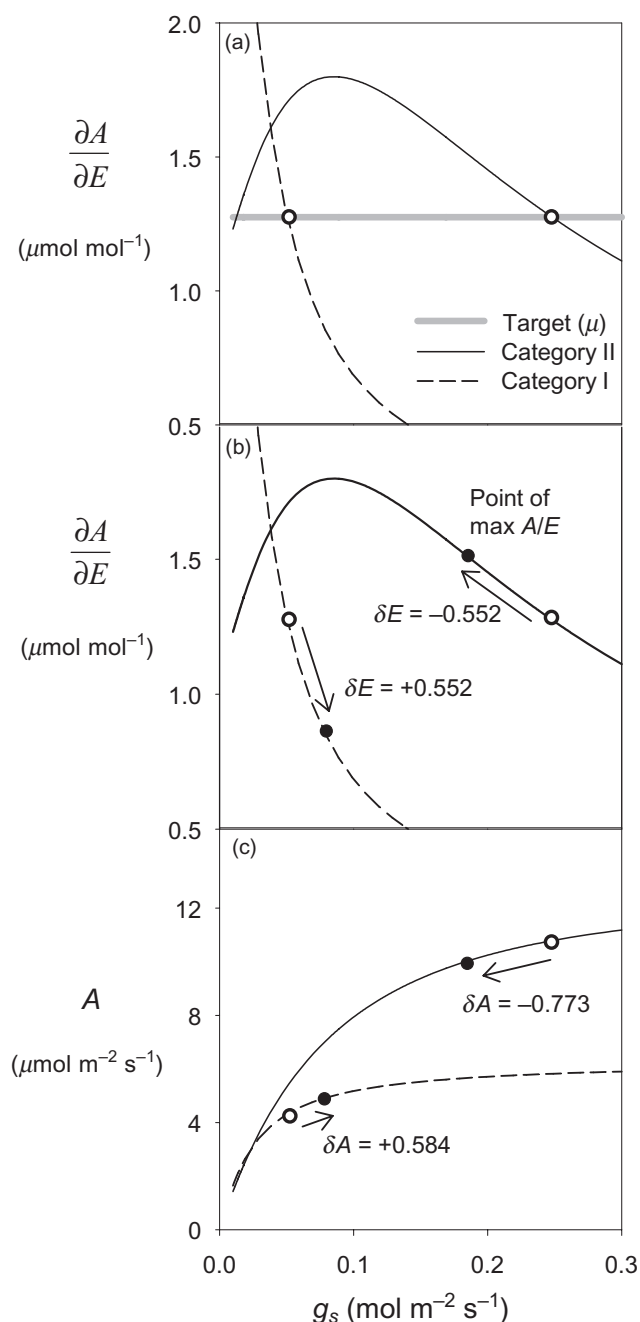 2.0
(a)
∂A
∂E
1.5
(μmol mol⁻¹)
1.0
Target (μ)
Category II
Category I
0.5
(b)
Point of
max A/E
∂A
∂E
1.5
δE = –0.552
(μmol mol⁻¹)
1.0
δE = +0.552
0.5
(c)
12
A
8
δA = –0.773
(μmol m⁻² s⁻¹)
4
δA = +0.584
0
0.0 0.1 0.2 0.3
gₛ (mol m⁻² s⁻¹)